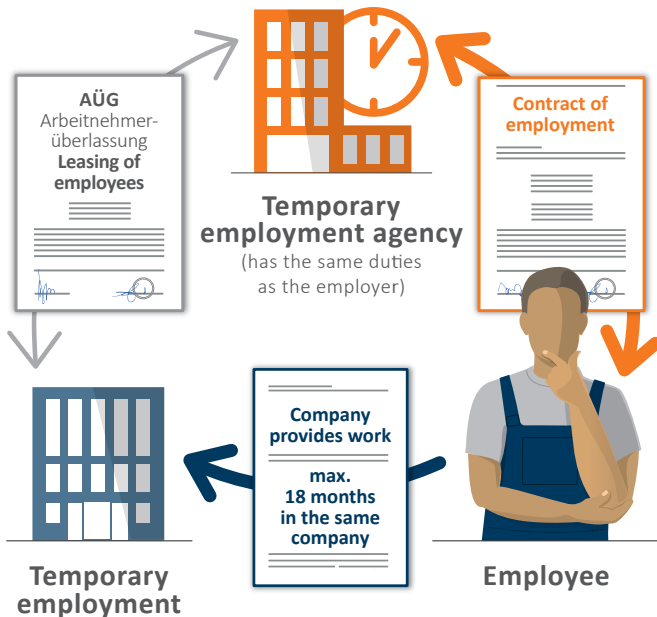 AÜG
Arbeitnehmer-
überlassung
Leasing of
employees
Contract of
employment
Temporary
employment agency
(has the same duties
as the employer)
Company
provides work
max.
18 months
in the same
company
Temporary
employment
Employee